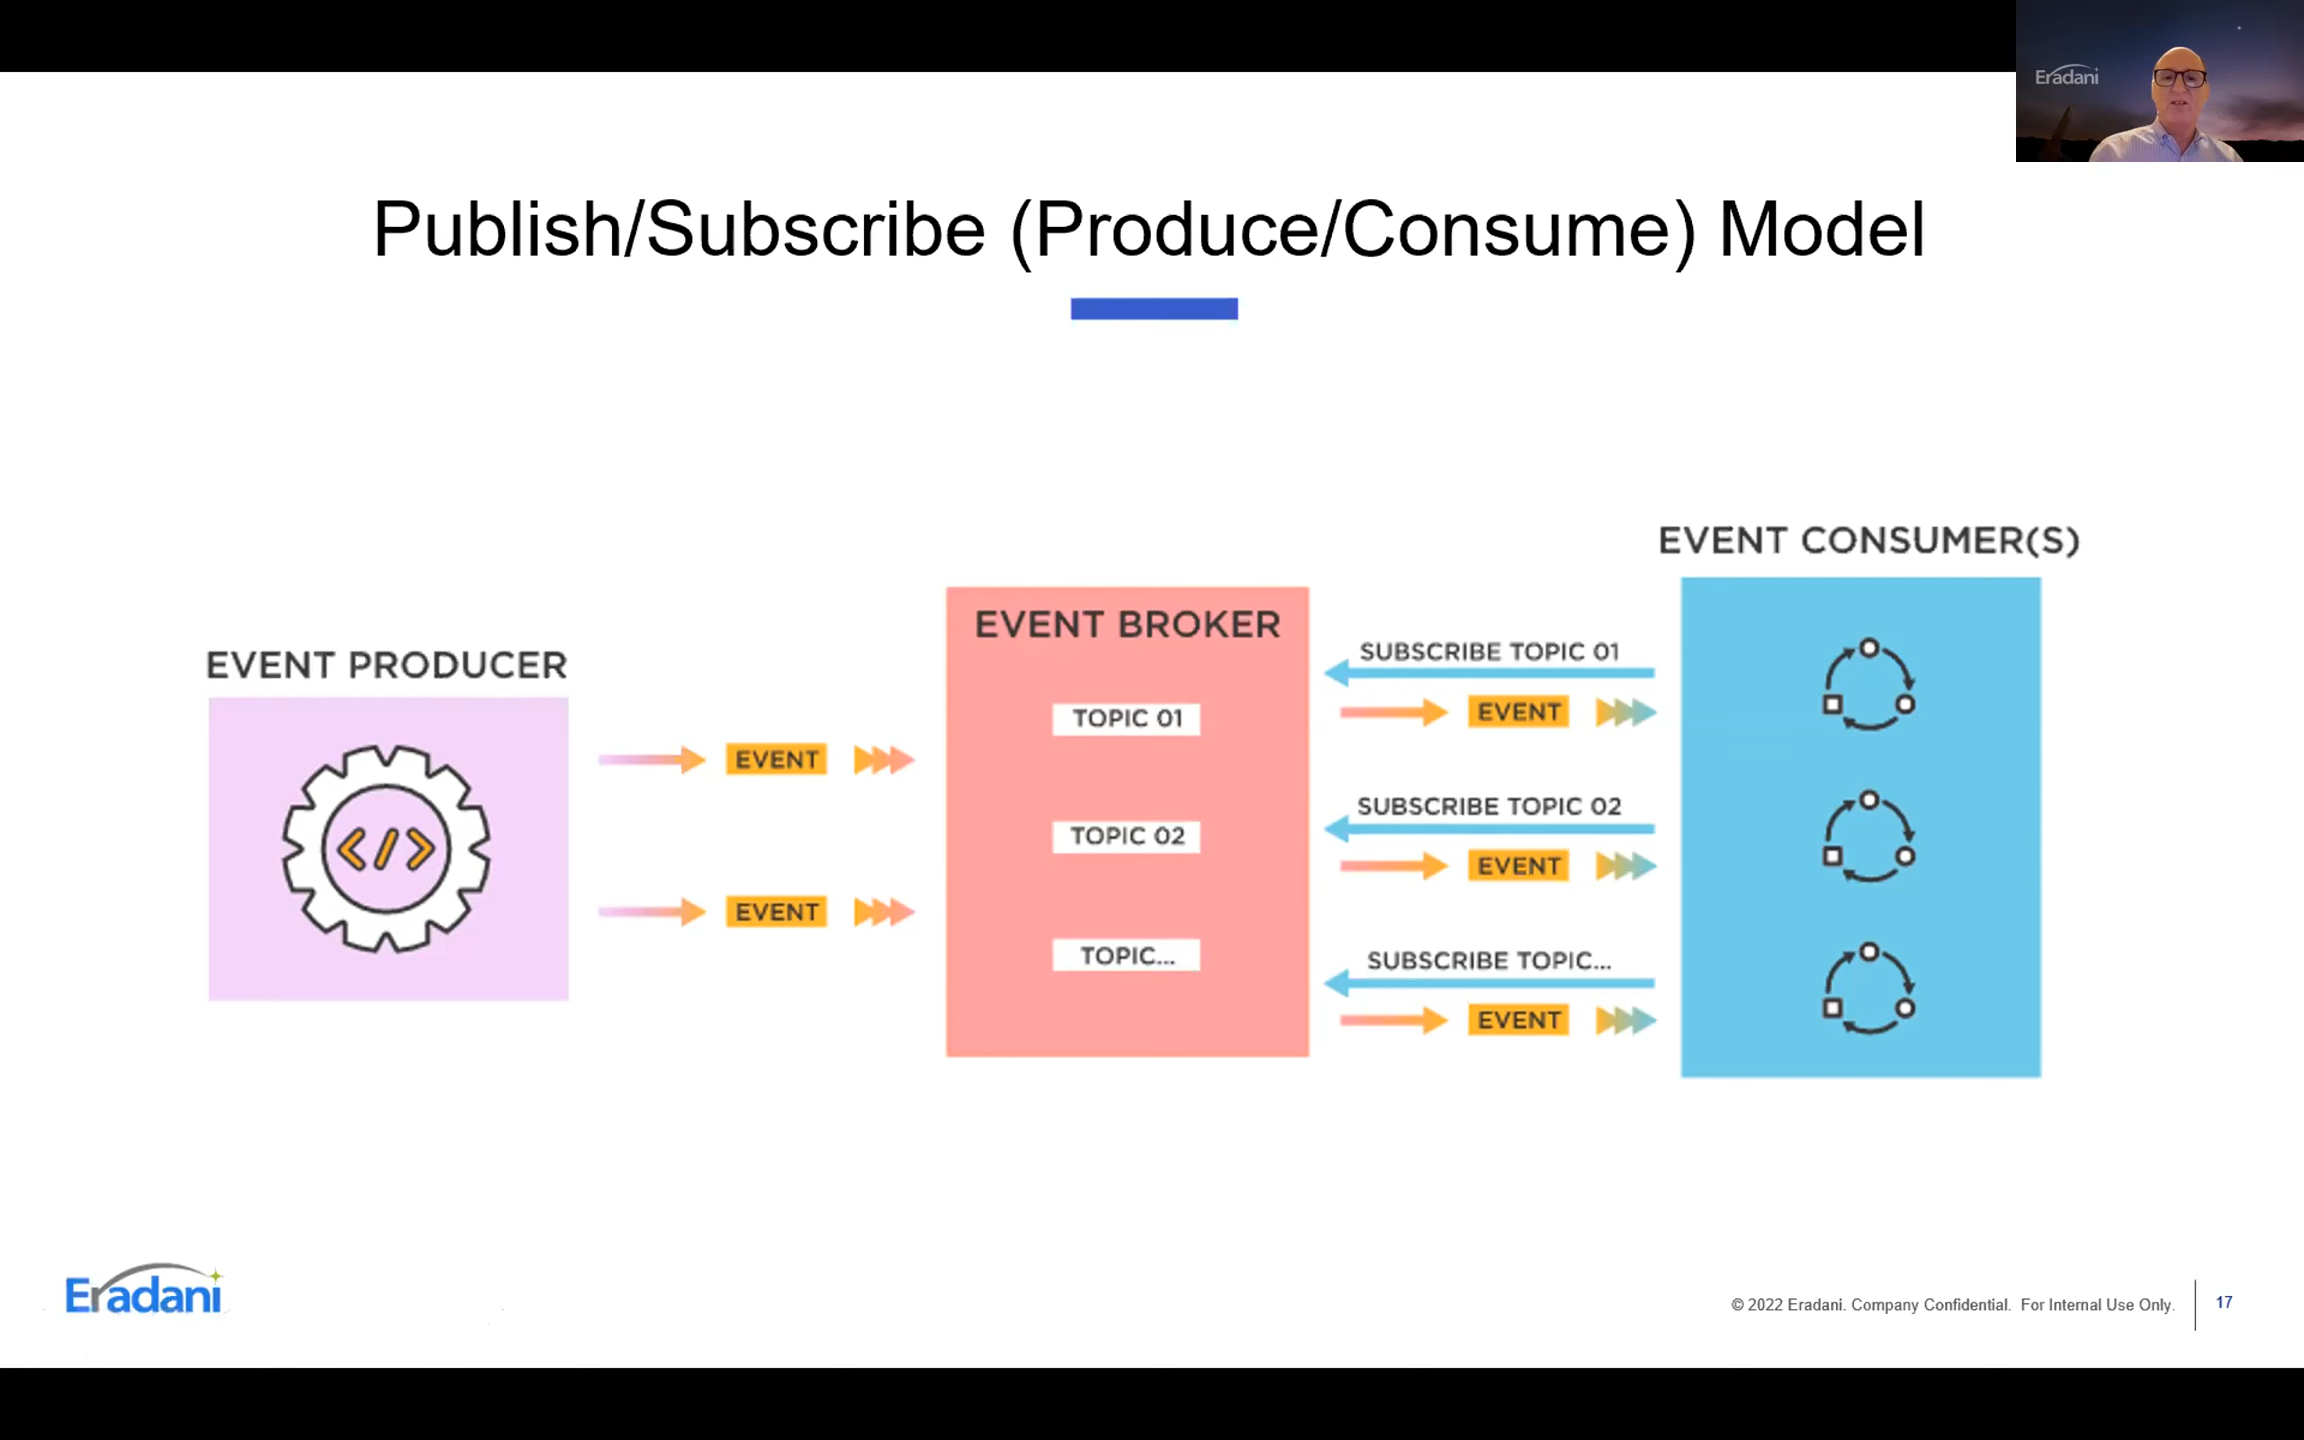 Eradani
Publish/Subscribe (Produce/Consume) Model
EVENT PRODUCER
</>
EVENT
EVENT
EVENT BROKER
TOPIC 01
TOPIC 02
TOPIC...
SUBSCRIBE TOPIC 01
EVENT
SUBSCRIBE TOPIC 02
EVENT
SUBSCRIBE TOPIC...
EVENT
EVENT CONSUMER(S)
Eradani
© 2022 Eradani. Company Confidential. For Internal Use Only.
17